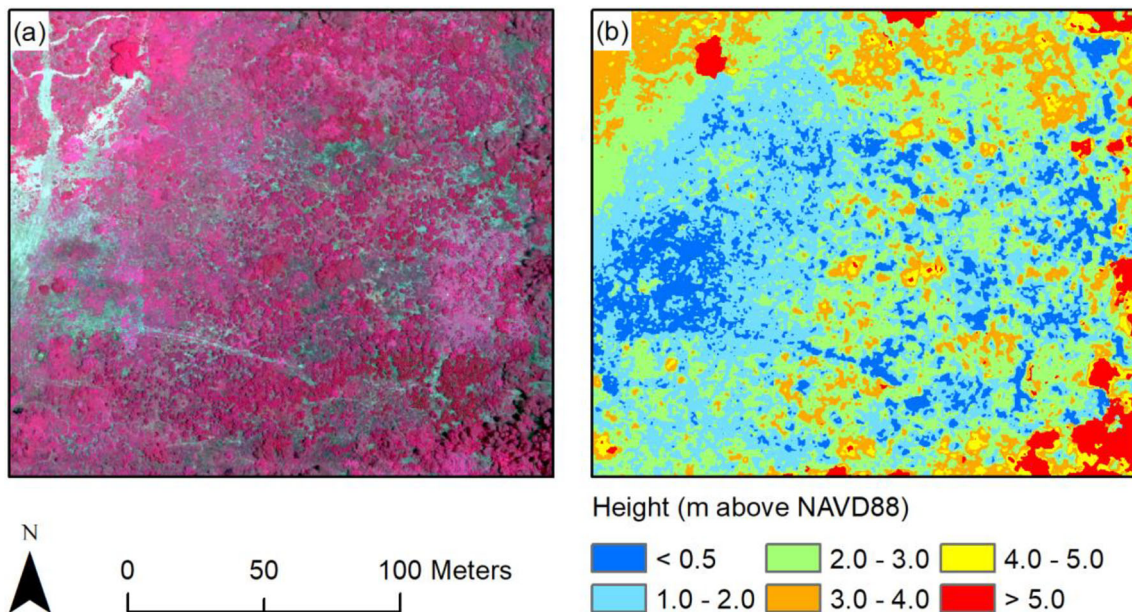 (a)
(b)
Height (m above NAVD88)
N
0 50 100 Meters
< 0.5
2.0 - 3.0
4.0 - 5.0
1.0 - 2.0
3.0 - 4.0
> 5.0